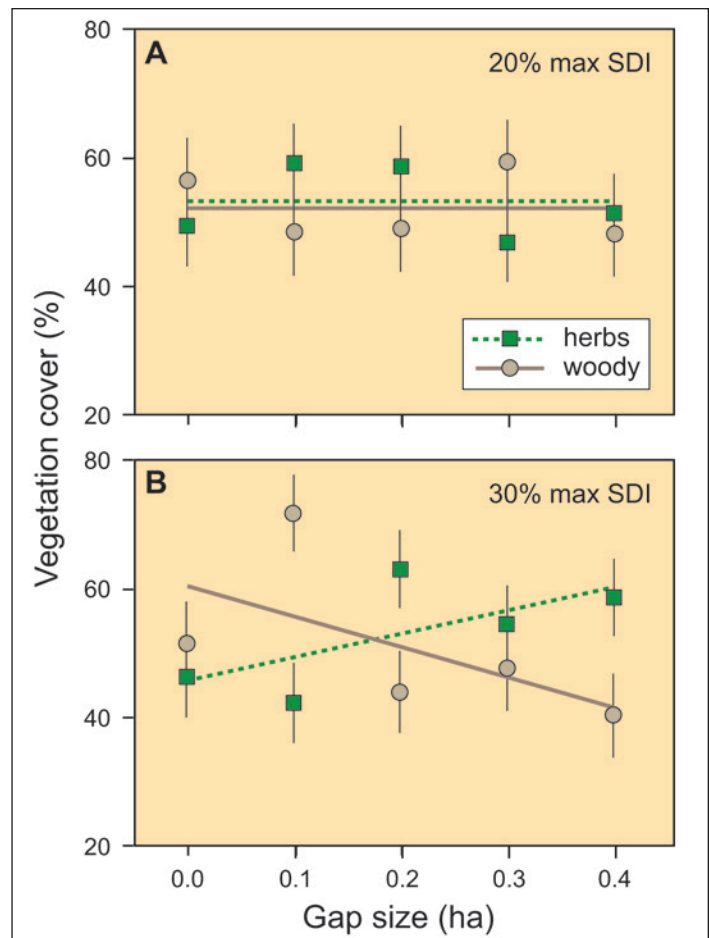 80
A
20% max SDI
60
40
herbs
woody
20
Vegetation cover (%)
80
B
30% max SDI
60
40
20
0.0 0.1 0.2 0.3 0.4
Gap size (ha)